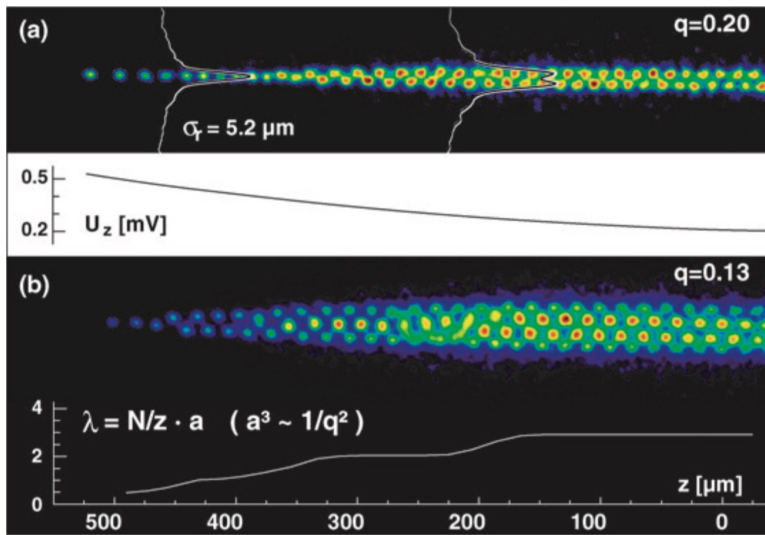 (a) q=0.20
σr = 5.2 µm
0.5
0.2
Uz [mV]
(b) q=0.13
4
λ = N/z · a ( a³ ~ 1/q² )
2
z [µm]
0
500 400 300 200 100 0